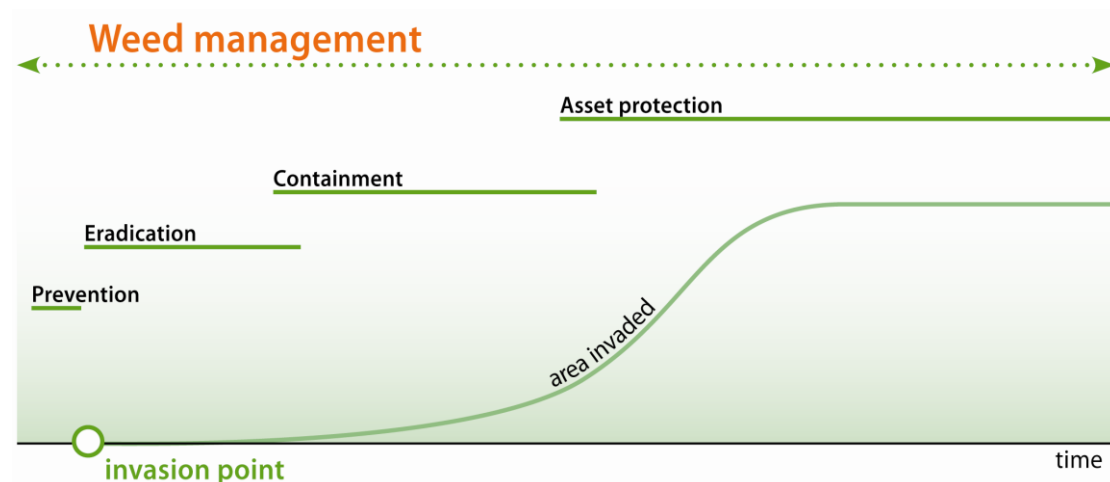 Weed management
Asset protection
Containment
Eradication
Prevention
area invaded
time
invasion point